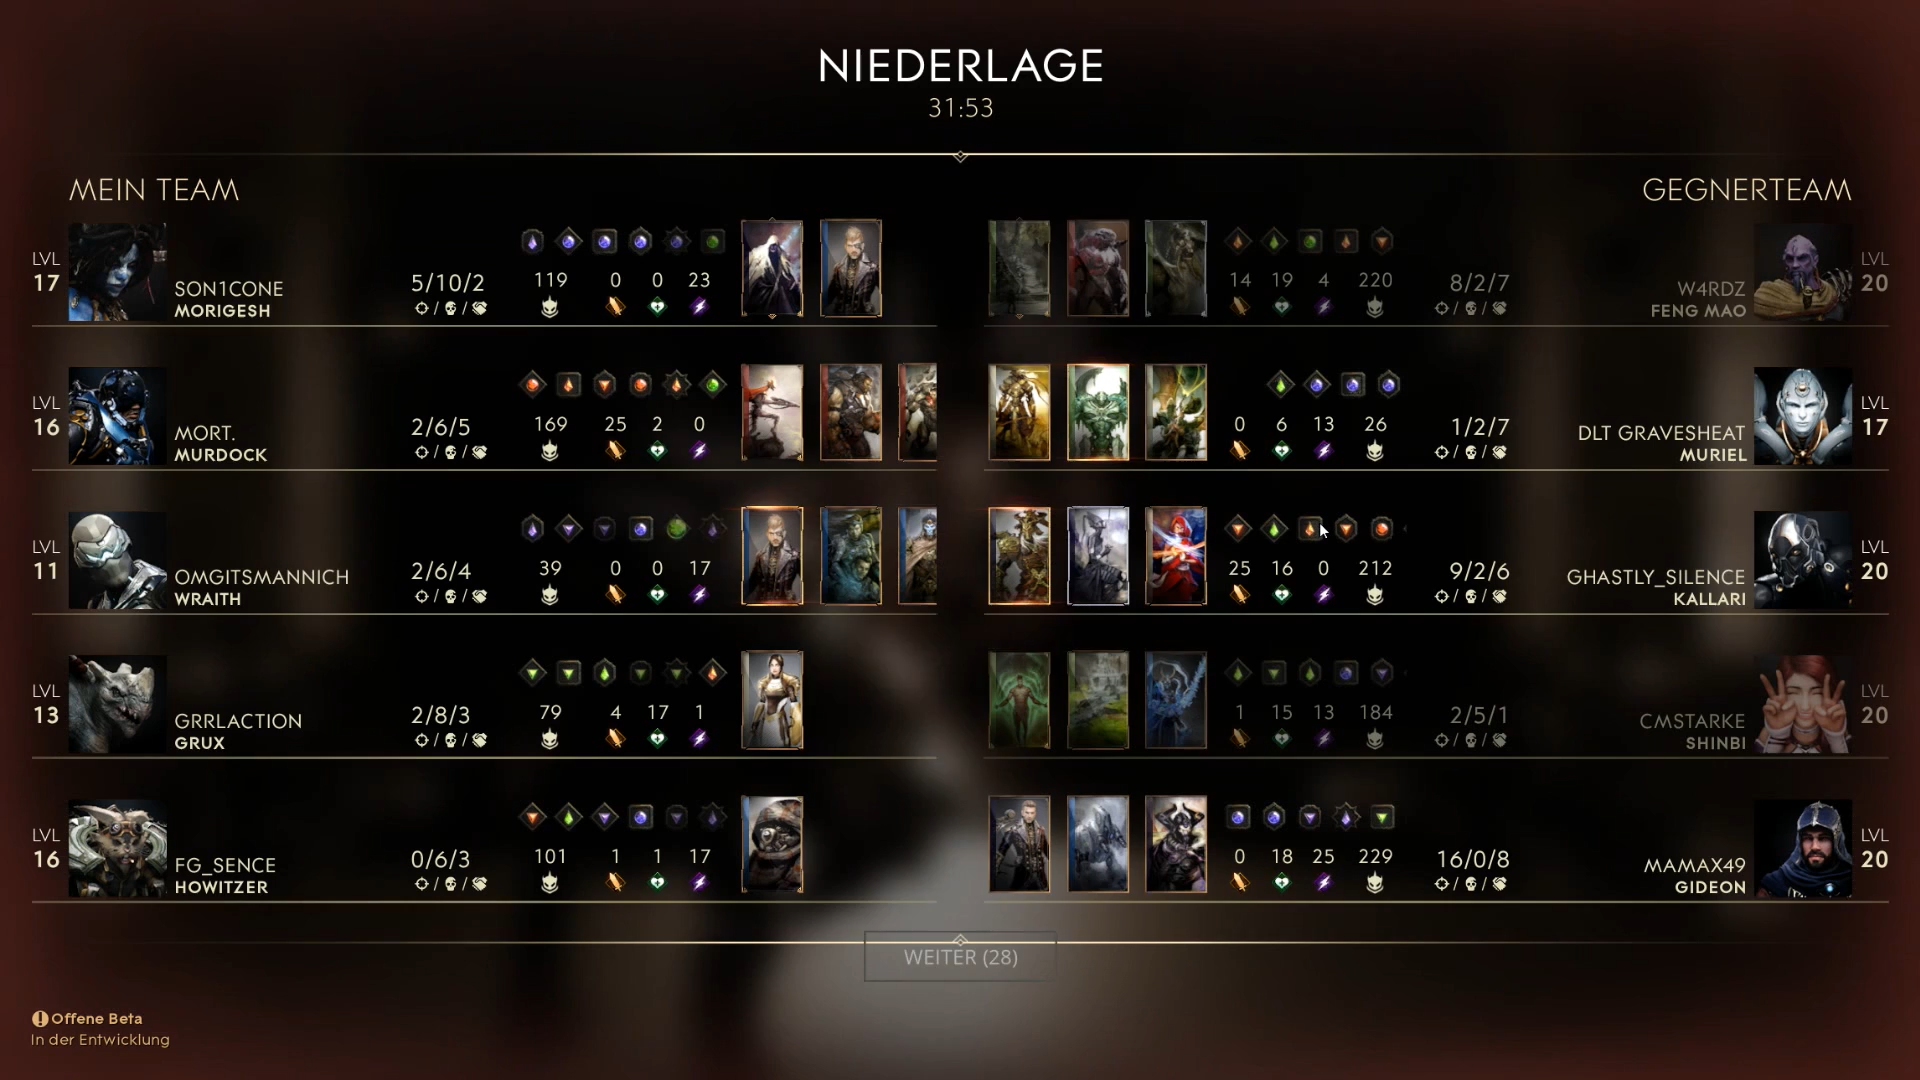 NIEDERLAGE
31:53
MEIN TEAM
LVL 17 SON1CONE MORIGESH 5/10/2 119 0 0 23
LVL 16 MORT. MURDOCK 2/6/5 169 25 2 0
LVL 11 OMGITSMANNICH WRAITH 2/6/4 39 0 0 17
LVL 13 GRRLACTION GRUX 2/8/3 79 4 17 1
LVL 16 FG_SENCE HOWITZER 0/6/3 101 1 1 17
GEGNERTEAM
14 19 4 220 8/2/7 W4RDZ FENG MAO LVL 20
0 6 13 26 1/2/7 DLT GRAVESHEAT MURIEL LVL 17
25 16 0 212 9/2/6 GHASTLY_SILENCE KALLARI LVL 20
1 15 13 184 2/5/1 CMSTARKE SHINBI LVL 20
0 18 25 229 16/0/8 MAMAX49 GIDEON LVL 20
WEITER (28)
Offene Beta
In der Entwicklung